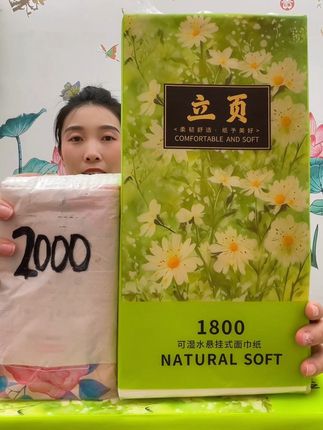 立页
<柔韧舒适·纸予美好>
COMFORTABLE AND SOFT
2000
1800
可湿水悬挂式面巾纸
NATURAL SOFT